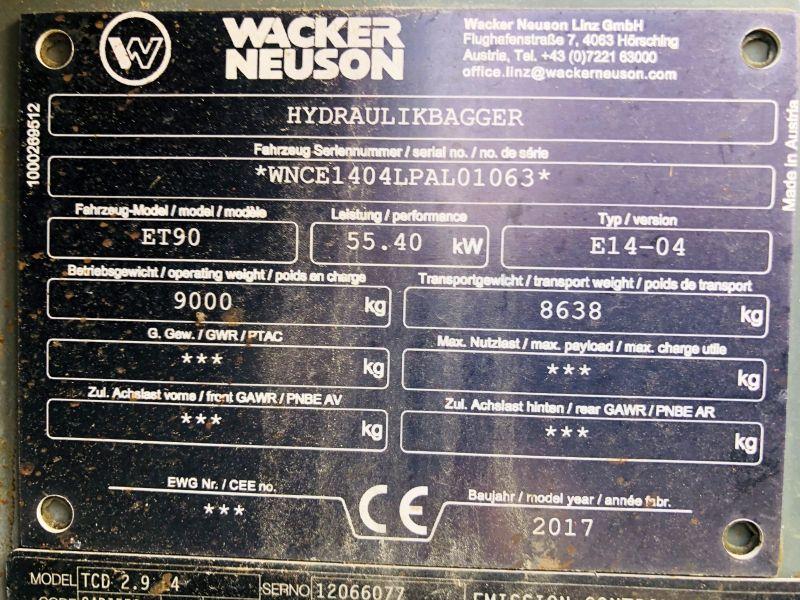 WACKER
NEUSON
Wacker Neuson Linz GmbH
Flughafenstraße 7, 4063 Hörsching
Austria, Tel. +43 (0)7221 63000
office.linz@wackerneuson.com
1000269512
HYDRAULIKBAGGER
Made in Austria
Fahrzeug Seriennummer / serial no. / no. de série
*WNCE1404LPAL01063*
Fahrzeug-Model / model / modèle Leistung / performance Typ / version
ET90 55.40 kW E14-04
Betriebsgewicht / operating weight / poids en charge Transportgewicht / transport weight / poids de transport
9000 kg 8638 kg
G. Gew. / GWR / PTAC Max. Nutzlast / max. payload / max. charge utile
*** kg *** kg
Zul. Achslast vorne / front GAWR / PNBE AV Zul. Achslast hinten / rear GAWR / PNBE AR
*** kg *** kg
EWG Nr. / CEE no. CE Baujahr / model year / année fabr.
*** 2017
MODEL TCD 2.9 4 SERNO 12066077